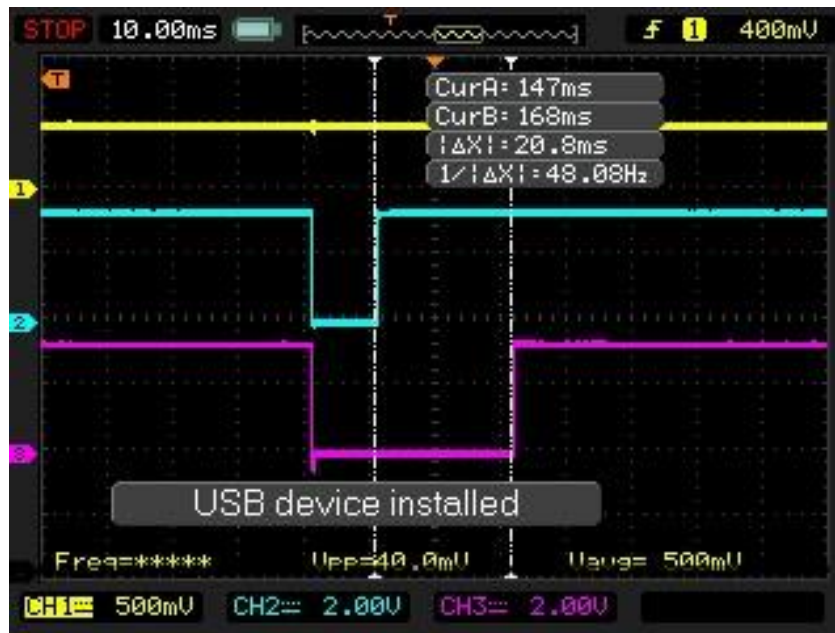 STOP 10.00ms T 1 400mV
T
CurA: 147ms
CurB: 168ms
|ΔX|: 20.8ms
1/|ΔX|: 48.08Hz
1
2
3
USB device installed
Freq=***** Vpp=40.0mV Vavg= 500mV
CH1 500mV CH2 2.00V CH3 2.00V